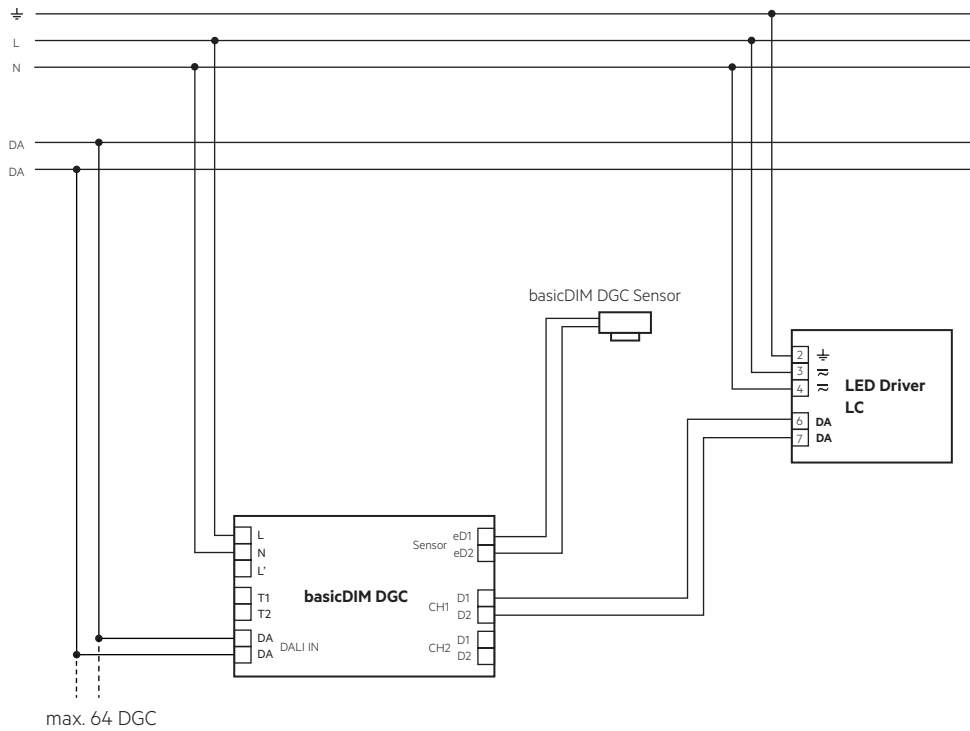 ⏚
L
N
DA
DA
basicDIM DGC Sensor
2 ⏚
3
4
LED Driver
LC
6 DA
7 DA
L
N
L'
T1
T2
DA
DA
DALI IN
basicDIM DGC
Sensor
eD1
eD2
CH1
D1
D2
CH2
D1
D2
max. 64 DGC